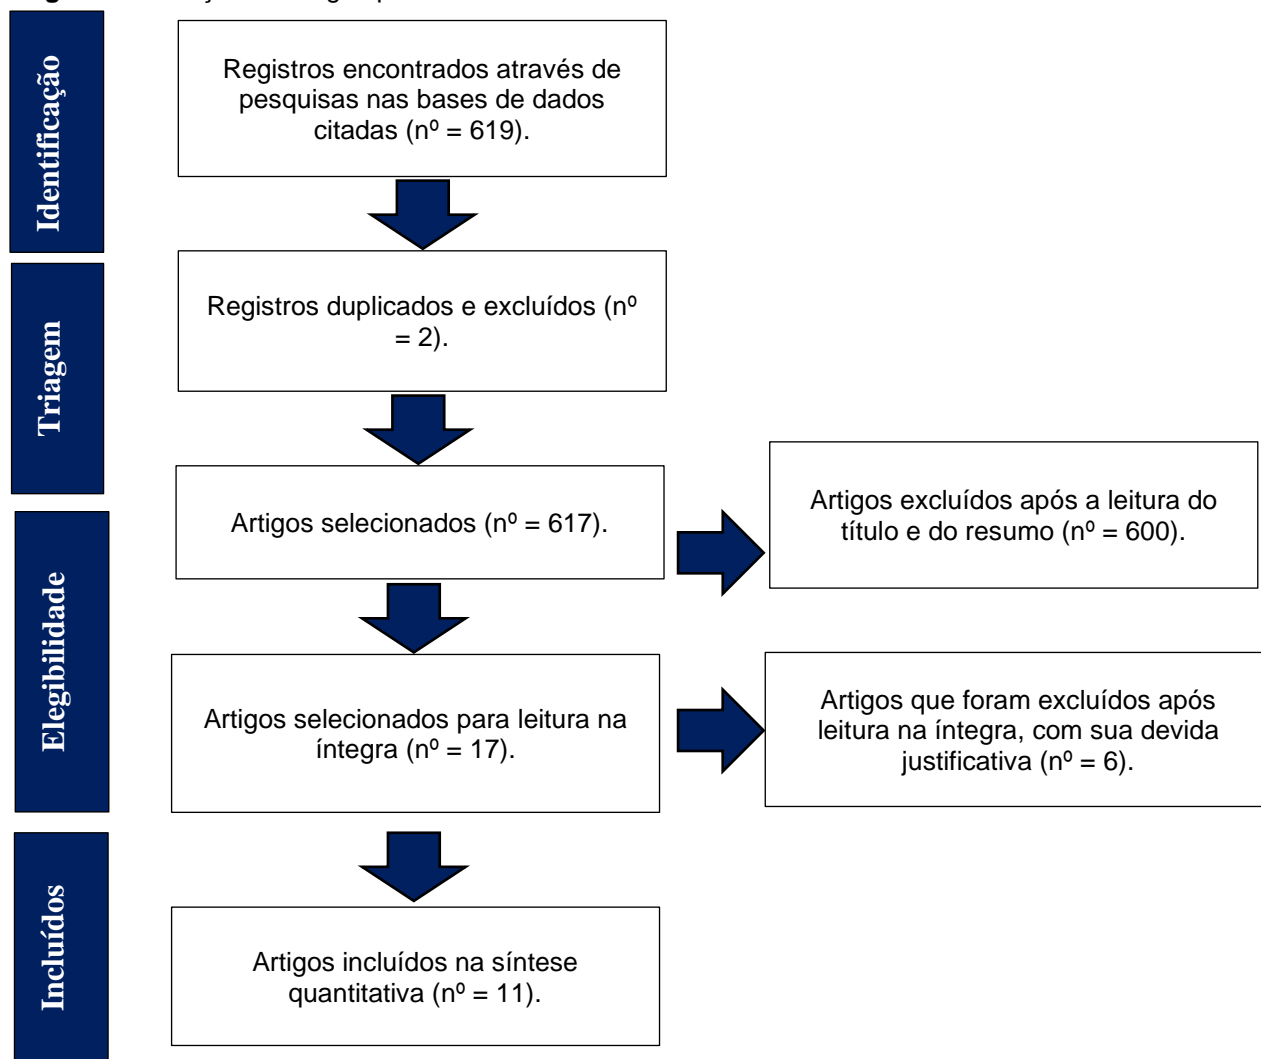 Identificação
Registros encontrados através de
pesquisas nas bases de dados
citadas (nº = 619).
Triagem
Registros duplicados e excluídos (nº
= 2).
Artigos selecionados (nº = 617).
Artigos excluídos após a leitura do
título e do resumo (nº = 600).
Elegibilidade
Artigos selecionados para leitura na
íntegra (nº = 17).
Artigos que foram excluídos após
leitura na íntegra, com sua devida
justificativa (nº = 6).
Incluídos
Artigos incluídos na síntese
quantitativa (nº = 11).